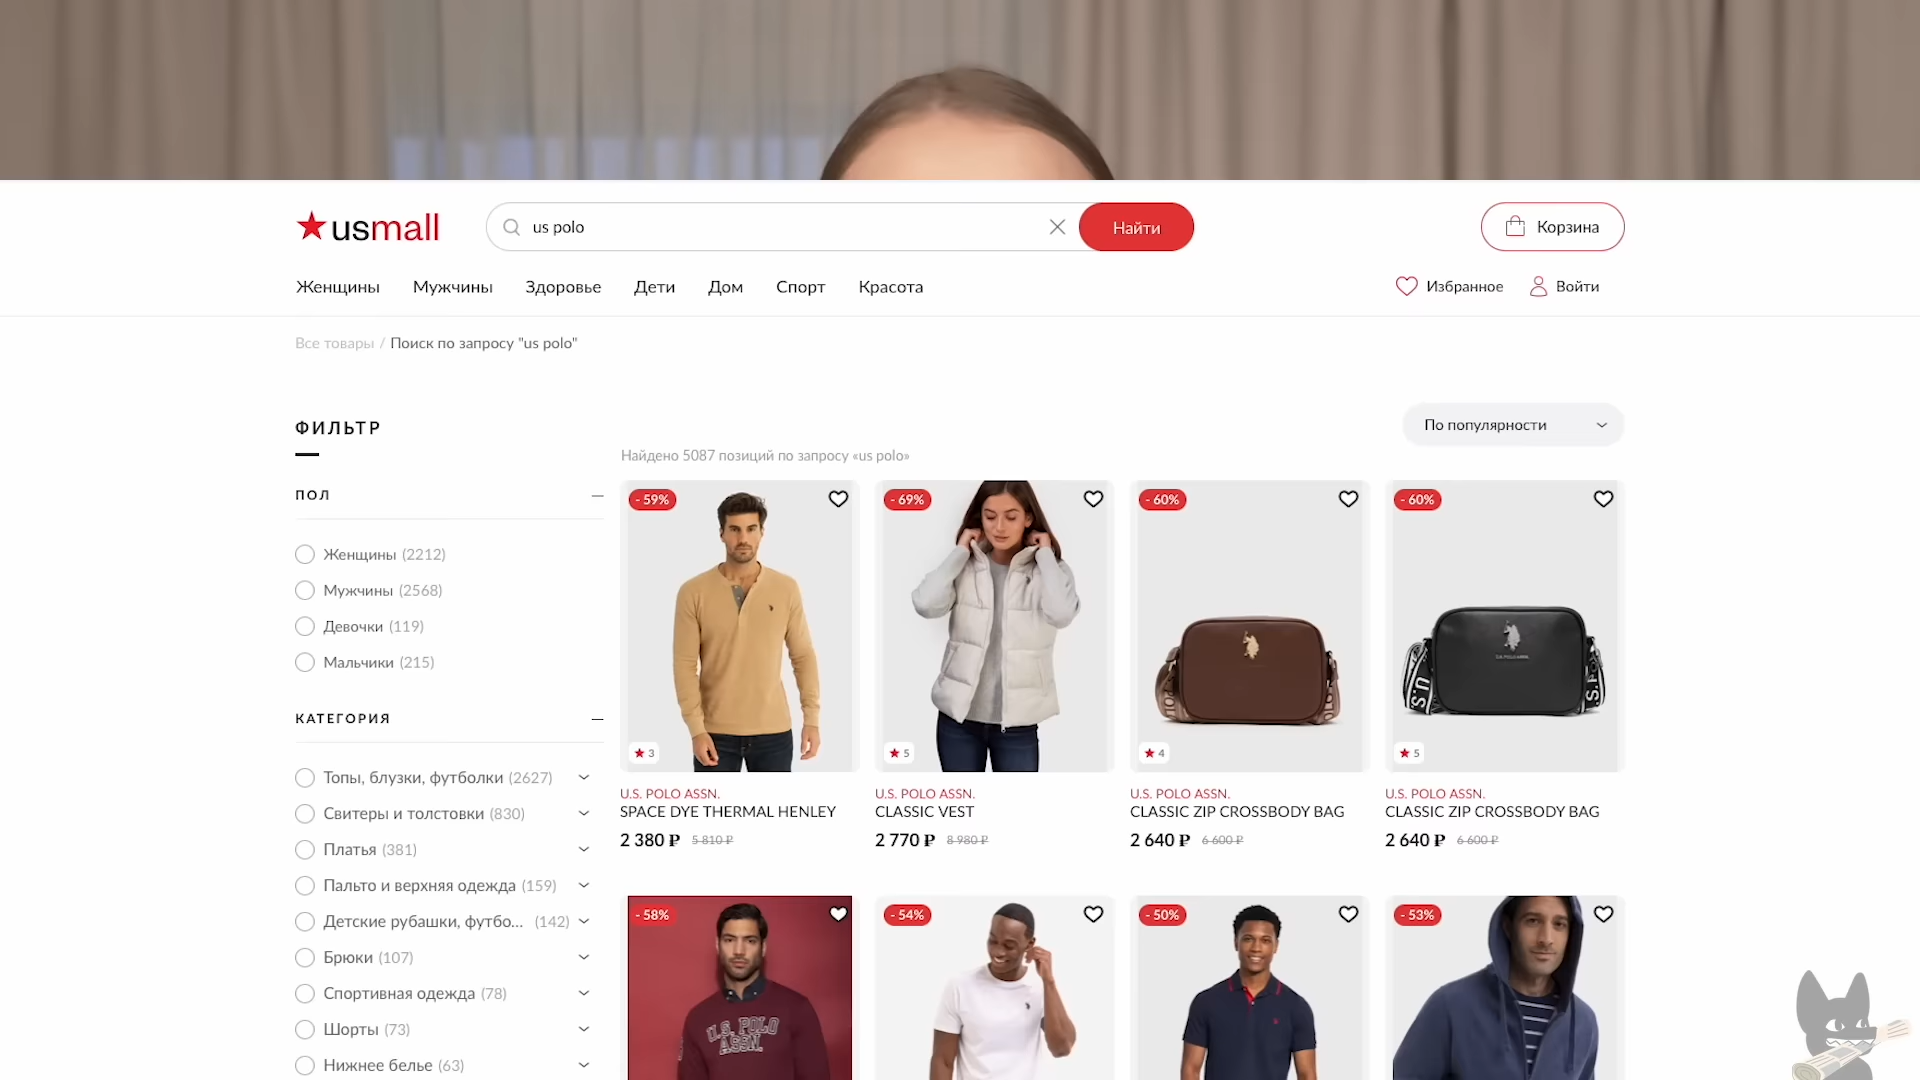 usmall
us polo
Найти
Корзина
Женщины
Мужчины
Здоровье
Дети
Дом
Спорт
Красота
Избранное
Войти
Все товары / Поиск по запросу "us polo"
ФИЛЬТР
По популярности
Найдено 5087 позиций по запросу «us polo»
ПОЛ
Женщины (2212)
Мужчины (2568)
Девочки (119)
Мальчики (215)
КАТЕГОРИЯ
Топы, блузки, футболки (2627)
Свитеры и толстовки (830)
Платья (381)
Пальто и верхняя одежда (159)
Детские рубашки, футбо... (142)
Брюки (107)
Спортивная одежда (78)
Шорты (73)
Нижнее белье (63)
- 59%
3
U.S. POLO ASSN.
SPACE DYE THERMAL HENLEY
2 380 ₽ 5 810 ₽
- 69%
5
U.S. POLO ASSN.
CLASSIC VEST
2 770 ₽ 8 980 ₽
- 60%
4
U.S. POLO ASSN.
CLASSIC ZIP CROSSBODY BAG
2 640 ₽ 6 600 ₽
- 60%
U.S. POLO ASSN.
5
U.S. POLO ASSN.
CLASSIC ZIP CROSSBODY BAG
2 640 ₽ 6 600 ₽
- 58%
U.S. POLO
ASSN.
- 54%
- 50%
- 53%